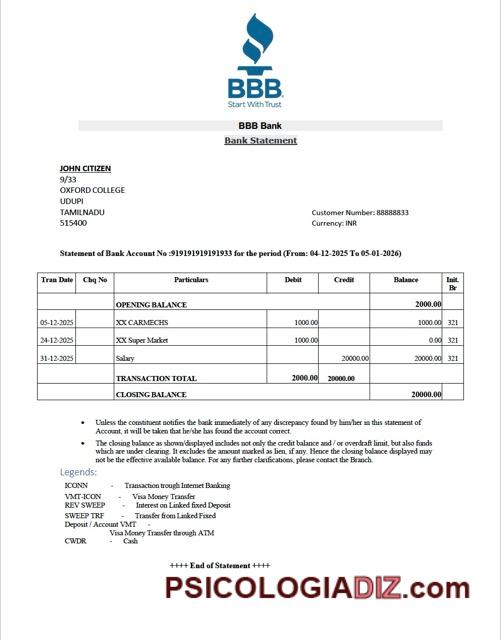 BBB
Start With Trust
BBB Bank
Bank Statement
JOHN CITIZEN
9/33
OXFORD COLLEGE
UDUPI
TAMILNADU
515400
Customer Number: 88888833
Currency: INR
Statement of Bank Account No :919191919191933 for the period (From: 04-12-2025 To 05-01-2026)
Tran Date Chq No Particulars Debit Credit Balance Init. Br
OPENING BALANCE 2000.00
05-12-2025 XX CARMECHS 1000.00 1000.00 321
24-12-2025 XX Super Market 1000.00 0.00 321
31-12-2025 Salary 20000.00 20000.00 321
TRANSACTION TOTAL 2000.00 20000.00
CLOSING BALANCE 20000.00
• Unless the constituent notifies the bank immediately of any discrepancy found by him/her in this statement of
Account, it will be taken that he/she has found the account correct.
• The closing balance as shown/displayed includes not only the credit balance and / or overdraft limit, but also finds
which are under clearing. It excludes the amount marked as lien, if any. Hence the closing balance displayed may
not be the effective available balance. For any further clarifications, please contact the Branch.
Legends:
ICONN - Transaction trough Internet Banking
VMT-ICON - Visa Money Transfer
REV SWEEP - Interest on Linked fixed Deposit
SWEEP TRF - Transfer from Linked Fixed
Deposit / Account VMT -
Visa Money Transfer through ATM
CWDR - Cash
++++ End of Statement ++++
PSICOLOGIADIZ.com